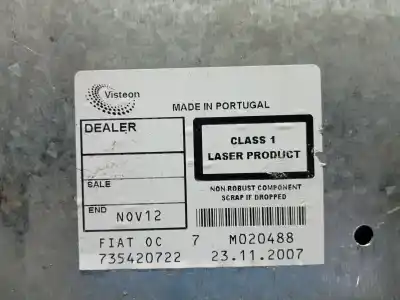 Visteon
MADE IN PORTUGAL
DEALER
CLASS 1
LASER PRODUCT
SALE
NON-ROBUST COMPONENT
SCRAP IF DROPPED
END NOV12
FIAT OC 7 M020488
735420722 23.11.2007